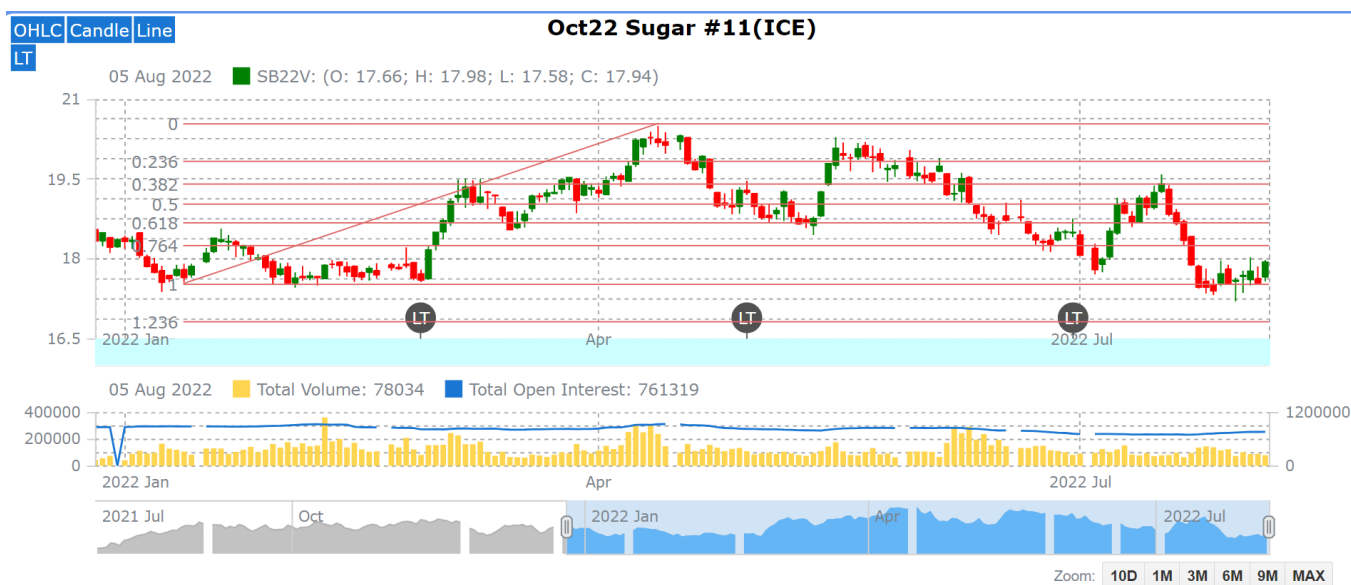 OHLC Candle Line
LT
Oct22 Sugar #11(ICE)
05 Aug 2022 SB22V: (O: 17.66; H: 17.98; L: 17.58; C: 17.94)
21
0
0.236
19.5
0.382
0.5
0.618
0.764
18
1
LT LT LT
1.236
16.5 2022 Jan Apr 2022 Jul
05 Aug 2022 Total Volume: 78034 Total Open Interest: 761319
400000 1200000
200000
0 0
2022 Jan Apr 2022 Jul
2021 Jul Oct 2022 Jan Apr 2022 Jul
Zoom: 10D 1M 3M 6M 9M MAX